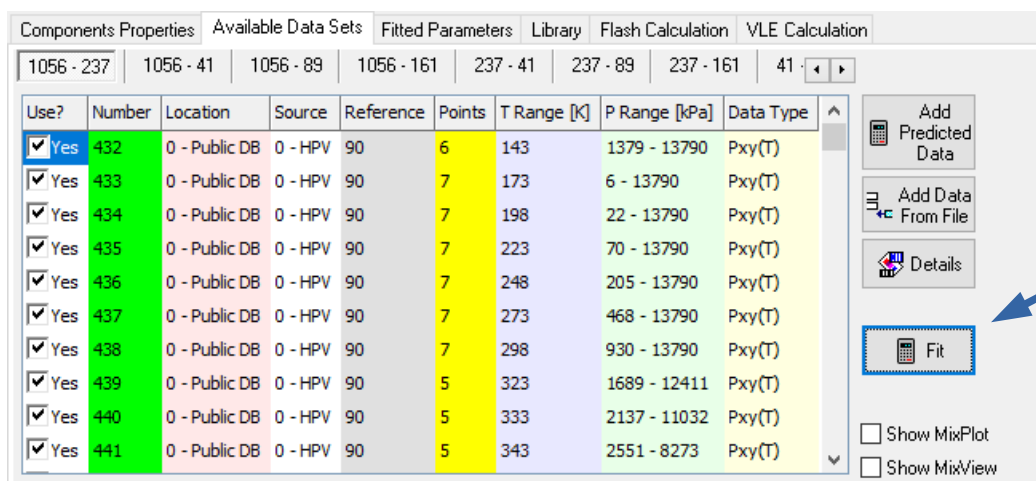 Components Properties Available Data Sets Fitted Parameters Library Flash Calculation VLE Calculation
1056 - 237 1056 - 41 1056 - 89 1056 - 161 237 - 41 237 - 89 237 - 161 41 -
Use? Number Location Source Reference Points T Range [K] P Range [kPa] Data Type
Yes 432 0 - Public DB 0 - HPV 90 6 143 1379 - 13790 Pxy(T)
Yes 433 0 - Public DB 0 - HPV 90 7 173 6 - 13790 Pxy(T)
Yes 434 0 - Public DB 0 - HPV 90 7 198 22 - 13790 Pxy(T)
Yes 435 0 - Public DB 0 - HPV 90 7 223 70 - 13790 Pxy(T)
Yes 436 0 - Public DB 0 - HPV 90 7 248 205 - 13790 Pxy(T)
Yes 437 0 - Public DB 0 - HPV 90 7 273 468 - 13790 Pxy(T)
Yes 438 0 - Public DB 0 - HPV 90 7 298 930 - 13790 Pxy(T)
Yes 439 0 - Public DB 0 - HPV 90 5 323 1689 - 12411 Pxy(T)
Yes 440 0 - Public DB 0 - HPV 90 5 333 2137 - 11032 Pxy(T)
Yes 441 0 - Public DB 0 - HPV 90 5 343 2551 - 8273 Pxy(T)
Add
Predicted
Data
Add Data
From File
Details
Fit
Show MixPlot
Show MixView